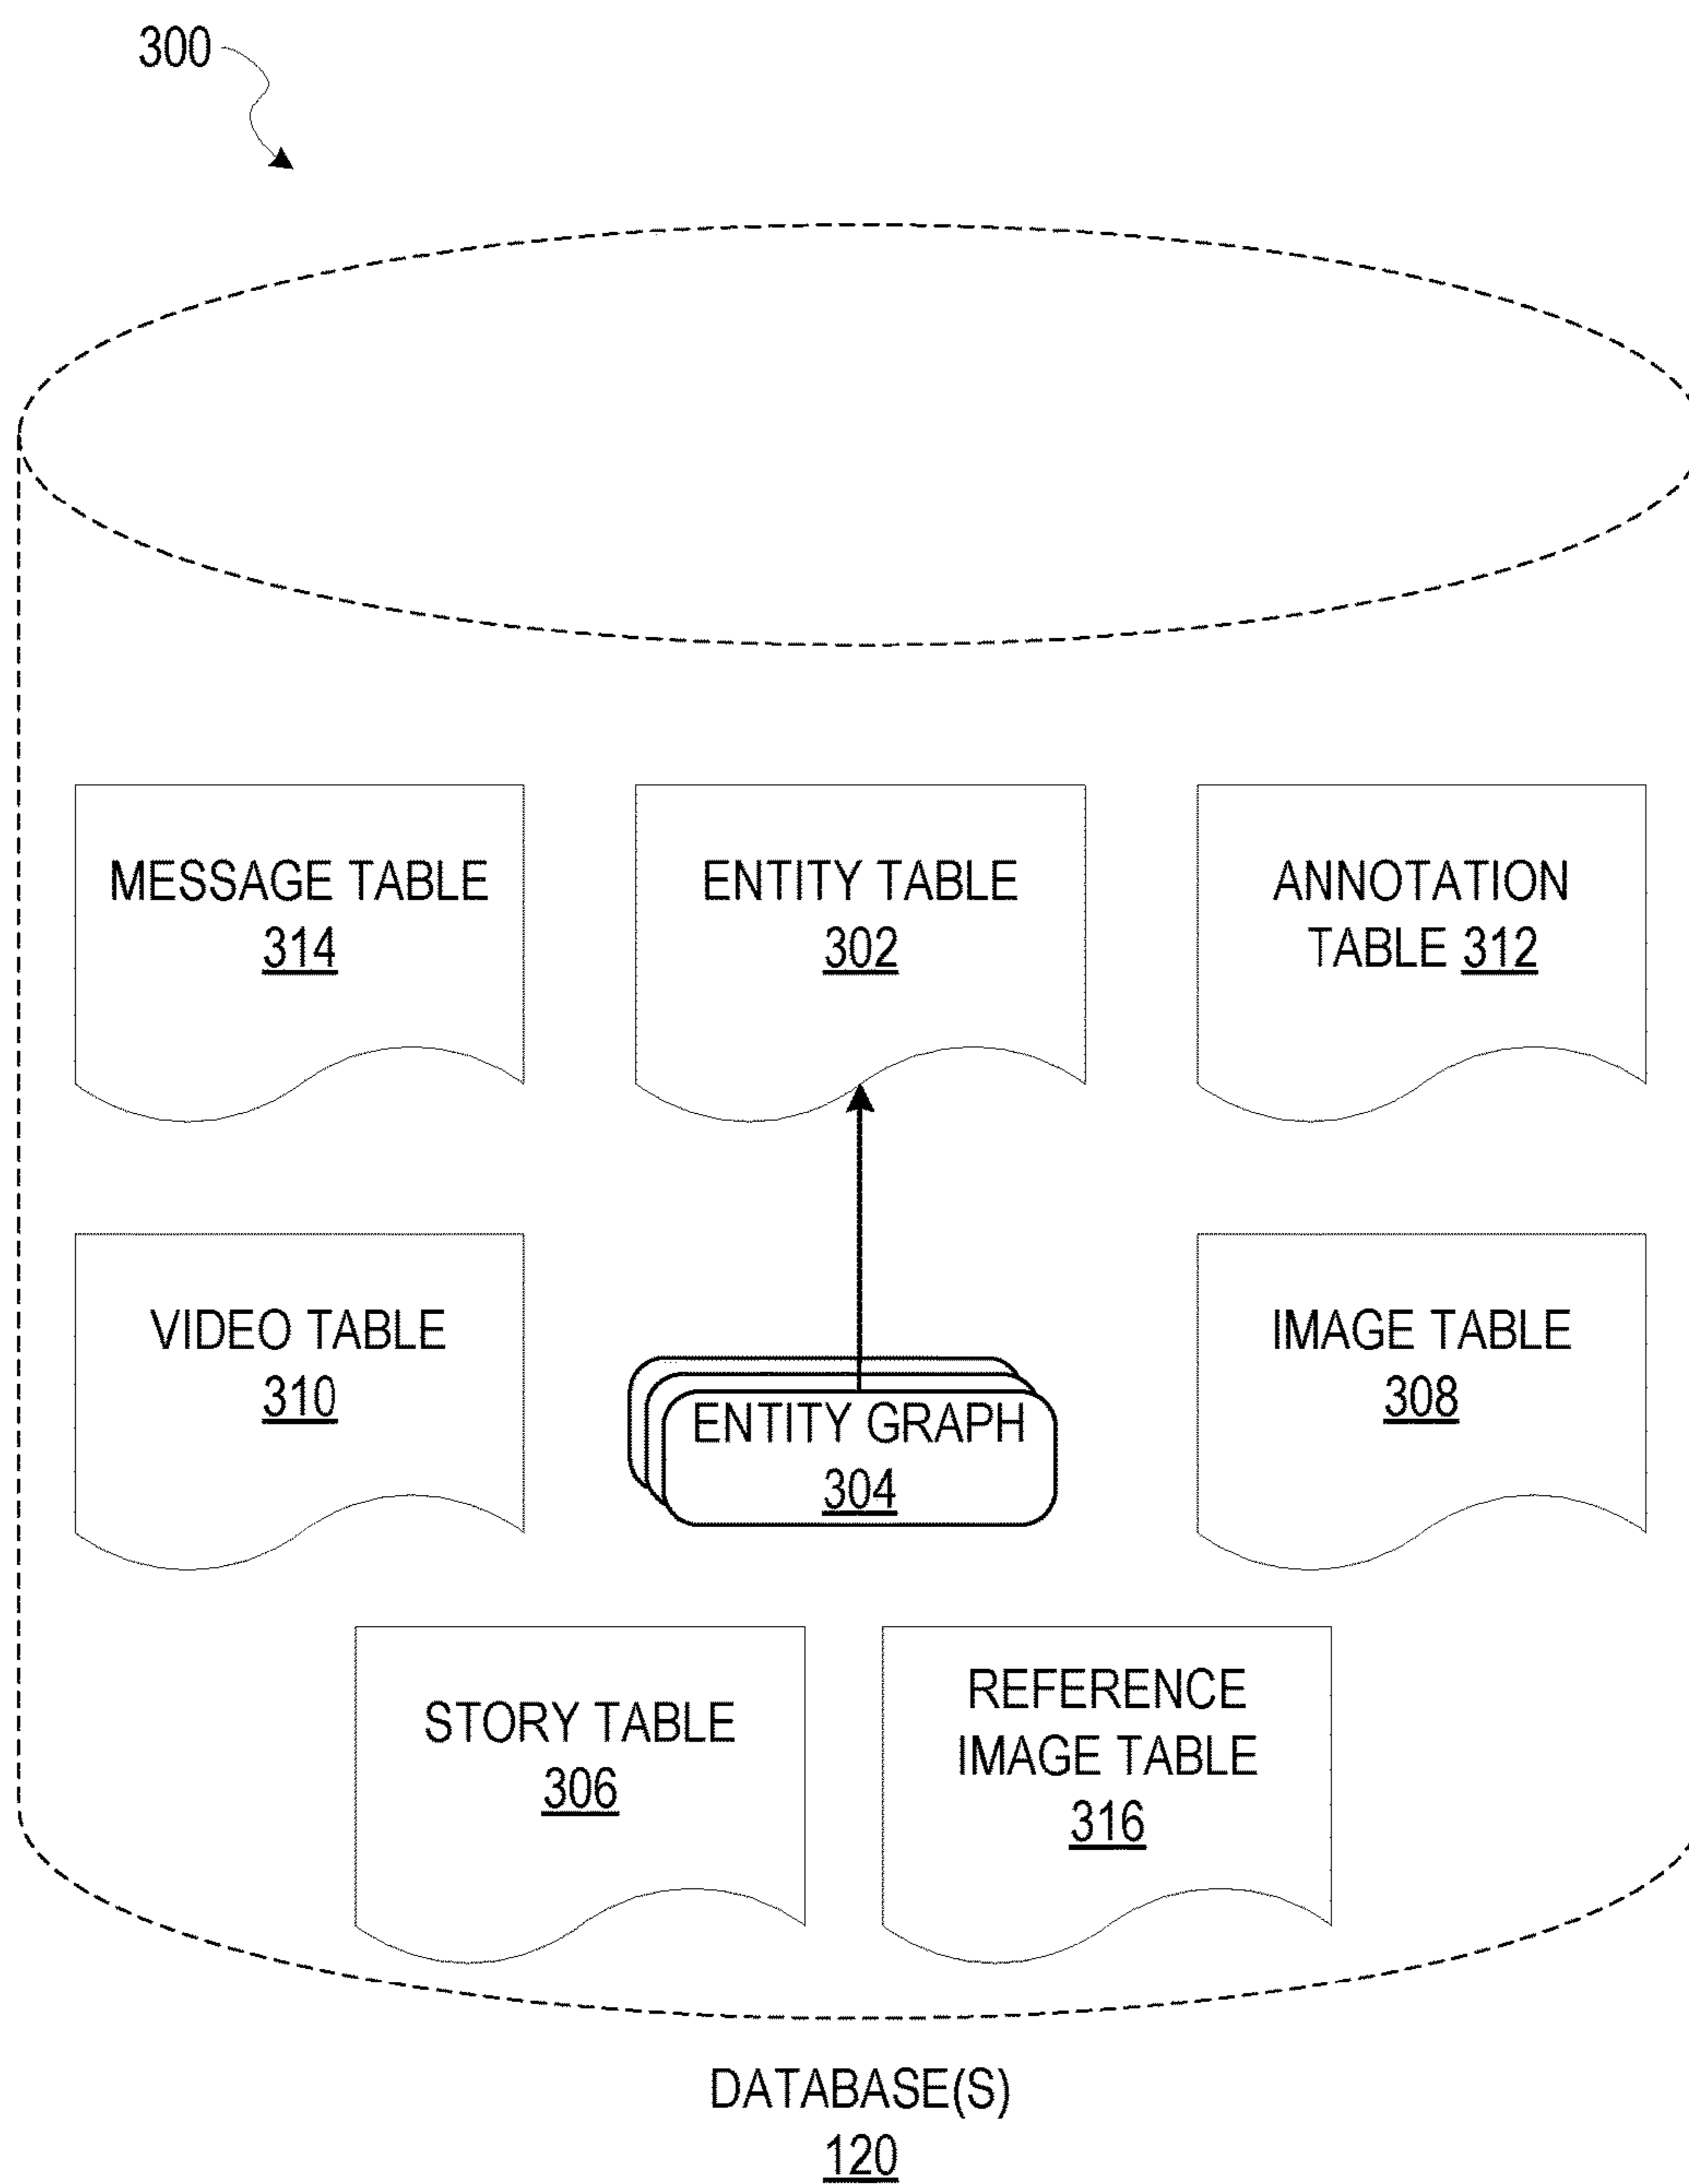 300
MESSAGE TABLE
314
ENTITY TABLE
302
ANNOTATION
TABLE 312
VIDEO TABLE
310
ENTITY GRAPH
304
IMAGE TABLE
308
STORY TABLE
306
REFERENCE
IMAGE TABLE
316
DATABASE(S)
120